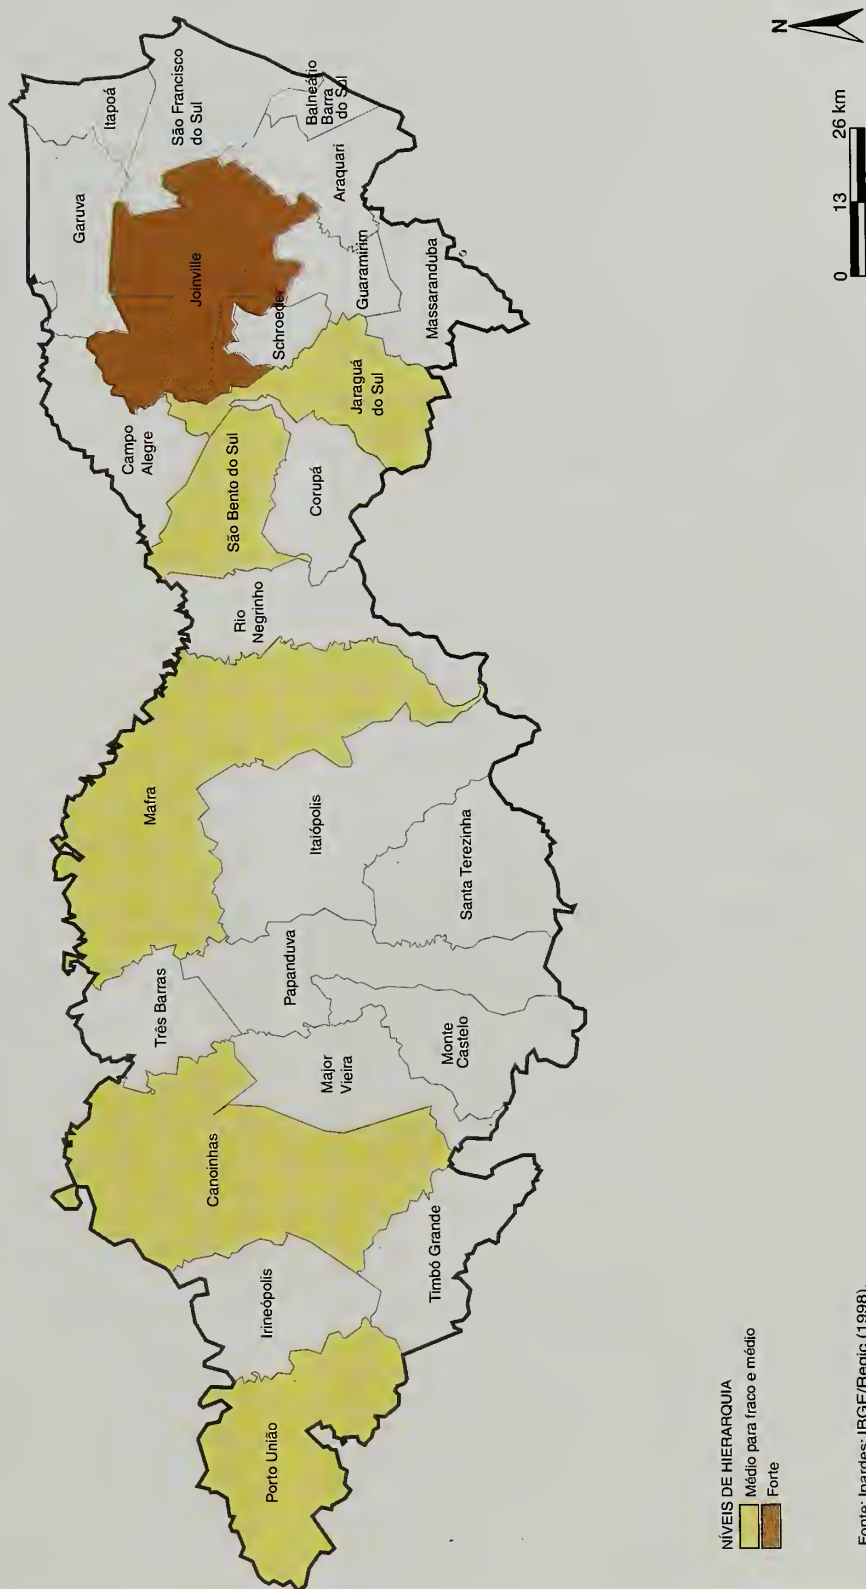 N
Itapoá
São Francisco
do Sul
Balneário
Barra
do Sul
Garuva
Araquari
Joinville
Guaramirim
Massaranduba
Schroeder
Jaraguá
do Sul
Campo
Alegre
São Bento do Sul
Corupá
Rio
Negrinho
Mafra
Itaiópolis
Santa Terezinha
Papanduva
Três Barras
Monte
Castelo
Major
Vieira
Canoinhas
Timbó Grande
Irineópolis
Porto União
0 13 26 km
NÍVEIS DE HIERARQUIA
Médio para fraco e médio
Forte
Fonte: Ipardes; IBGE/Regic (1998).